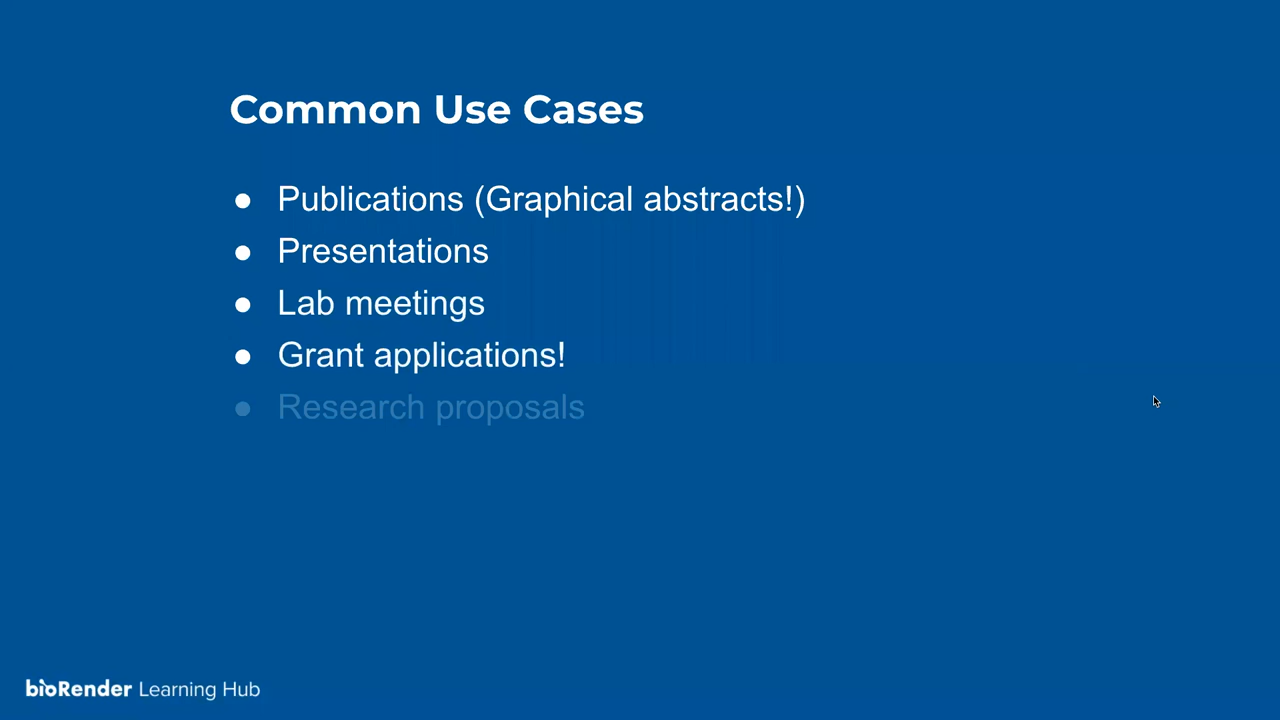 Common Use Cases
● Publications (Graphical abstracts!)
● Presentations
● Lab meetings
● Grant applications!
● Research proposals
bioRender Learning Hub